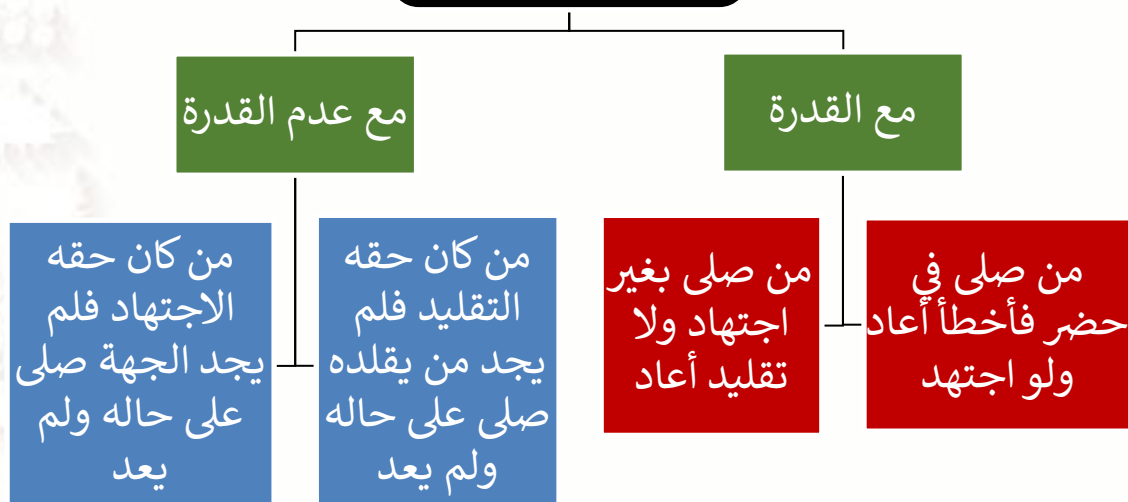 مع القدرة
مع عدم القدرة
من صلى في
حضر فأخطأ أعاد
ولو اجتهد
من صلى بغير
اجتهاد ولا
تقليد أعاد
من كان حقه
التقليد فلم
يجد من يقلده
صلى على حاله
ولم يعد
من كان حقه
الاجتهاد فلم
يجد الجهة صلى
على حاله ولم
يعد